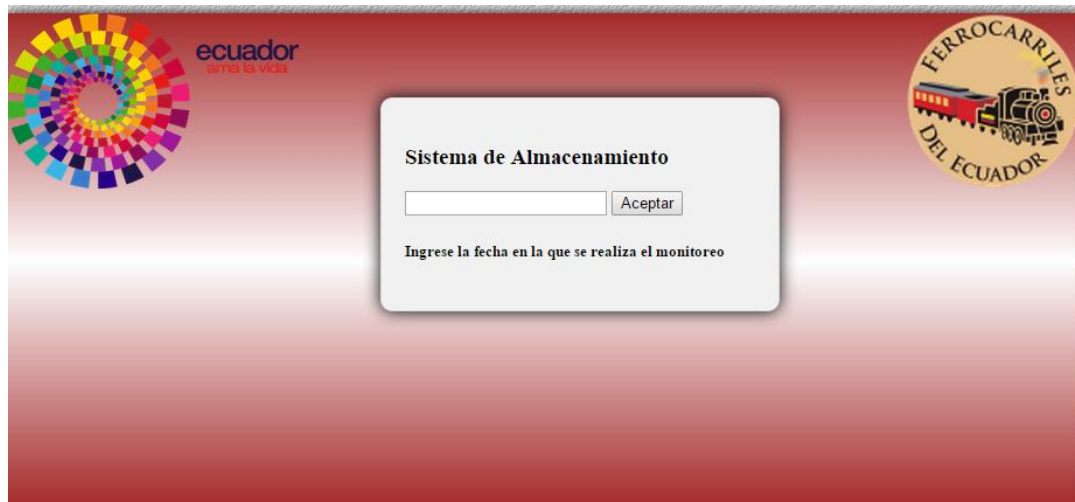 ecuador
ama la vida
FERROCARRILES
DEL ECUADOR
Sistema de Almacenamiento
Aceptar
Ingrese la fecha en la que se realiza el monitoreo